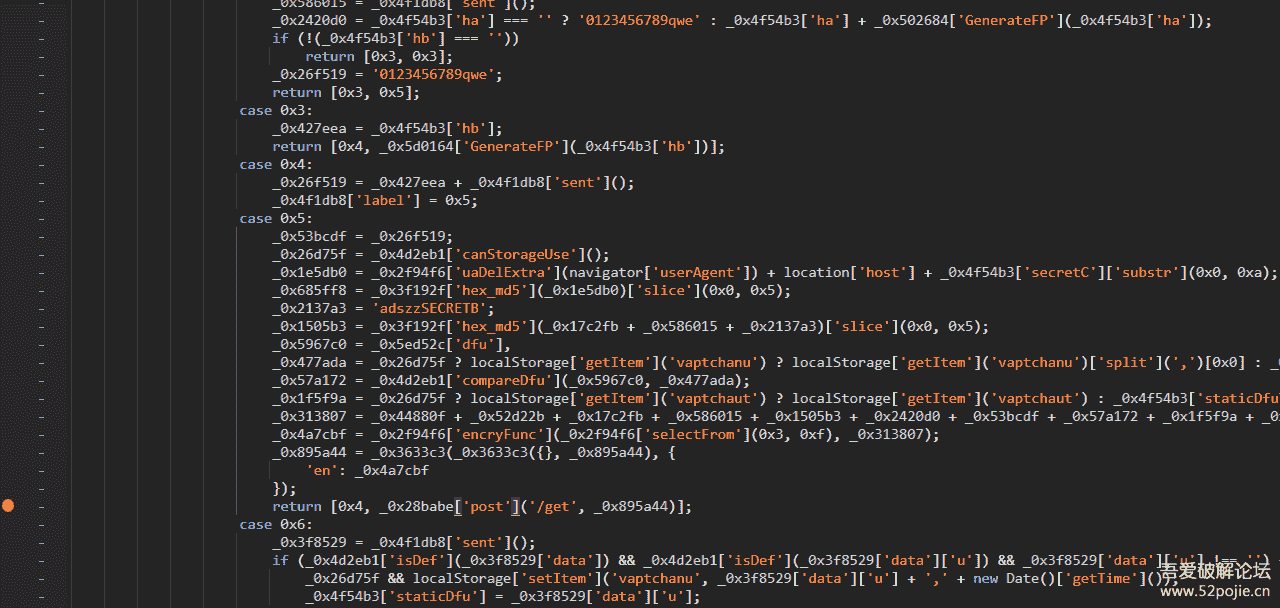 _0x586015 = _0x4f1db8['sent']();
_0x2420d0 = _0x4f54b3['ha'] === '' ? '0123456789qwe' : _0x4f54b3['ha'] + _0x502684['GenerateFP'](_0x4f54b3['ha']);
if (!(_0x4f54b3['hb'] === ''))
return [0x3, 0x3];
_0x26f519 = '0123456789qwe';
return [0x3, 0x5];
case 0x3:
_0x427eea = _0x4f54b3['hb'];
return [0x4, _0x5d0164['GenerateFP'](_0x4f54b3['hb'])];
case 0x4:
_0x26f519 = _0x427eea + _0x4f1db8['sent']();
_0x4f1db8['label'] = 0x5;
case 0x5:
_0x53bcdf = _0x26f519;
_0x26d75f = _0x4d2eb1['canStorageUse']();
_0x1e5db0 = _0x2f94f6['uaDelExtra'](navigator['userAgent']) + location['host'] + _0x4f54b3['secretC']['substr'](0x0, 0xa);
_0x685ff8 = _0x3f192f['hex_md5'](_0x1e5db0)['slice'](0x0, 0x5);
_0x2137a3 = 'adszzSECRETB';
_0x1505b3 = _0x3f192f['hex_md5'](_0x17c2fb + _0x586015 + _0x2137a3)['slice'](0x0, 0x5);
_0x5967c0 = _0x5ed52c['dfu'],
_0x477ada = _0x26d75f ? localStorage['getItem']('vaptchanu') ? localStorage['getItem']('vaptchanu')['split'](',')[0x0] : _
_0x57a172 = _0x4d2eb1['compareDfu'](_0x5967c0, _0x477ada);
_0x1f5f9a = _0x26d75f ? localStorage['getItem']('vaptchaut') ? localStorage['getItem']('vaptchaut') : _0x4f54b3['staticDfu
_0x313807 = _0x44880f + _0x52d22b + _0x17c2fb + _0x586015 + _0x1505b3 + _0x2420d0 + _0x53bcdf + _0x57a172 + _0x1f5f9a + _0
_0x4a7cbf = _0x2f94f6['encryFunc'](_0x2f94f6['selectFrom'](0x3, 0xf), _0x313807);
_0x895a44 = _0x3633c3(_0x3633c3({}, _0x895a44), {
'en': _0x4a7cbf
});
return [0x4, _0x28babe['post']('/get', _0x895a44)];
case 0x6:
_0x3f8529 = _0x4f1db8['sent']();
if (_0x4d2eb1['isDef'](_0x3f8529['data']) && _0x4d2eb1['isDef'](_0x3f8529['data']['u']) && _0x3f8529['data']['u'] !== '')
_0x26d75f && localStorage['setItem']('vaptchanu', _0x3f8529['data']['u'] + ',' + new Date()['getTime']());
_0x4f54b3['staticDfu'] = _0x3f8529['data']['u'];
吾爱破解论坛
www.52pojie.cn